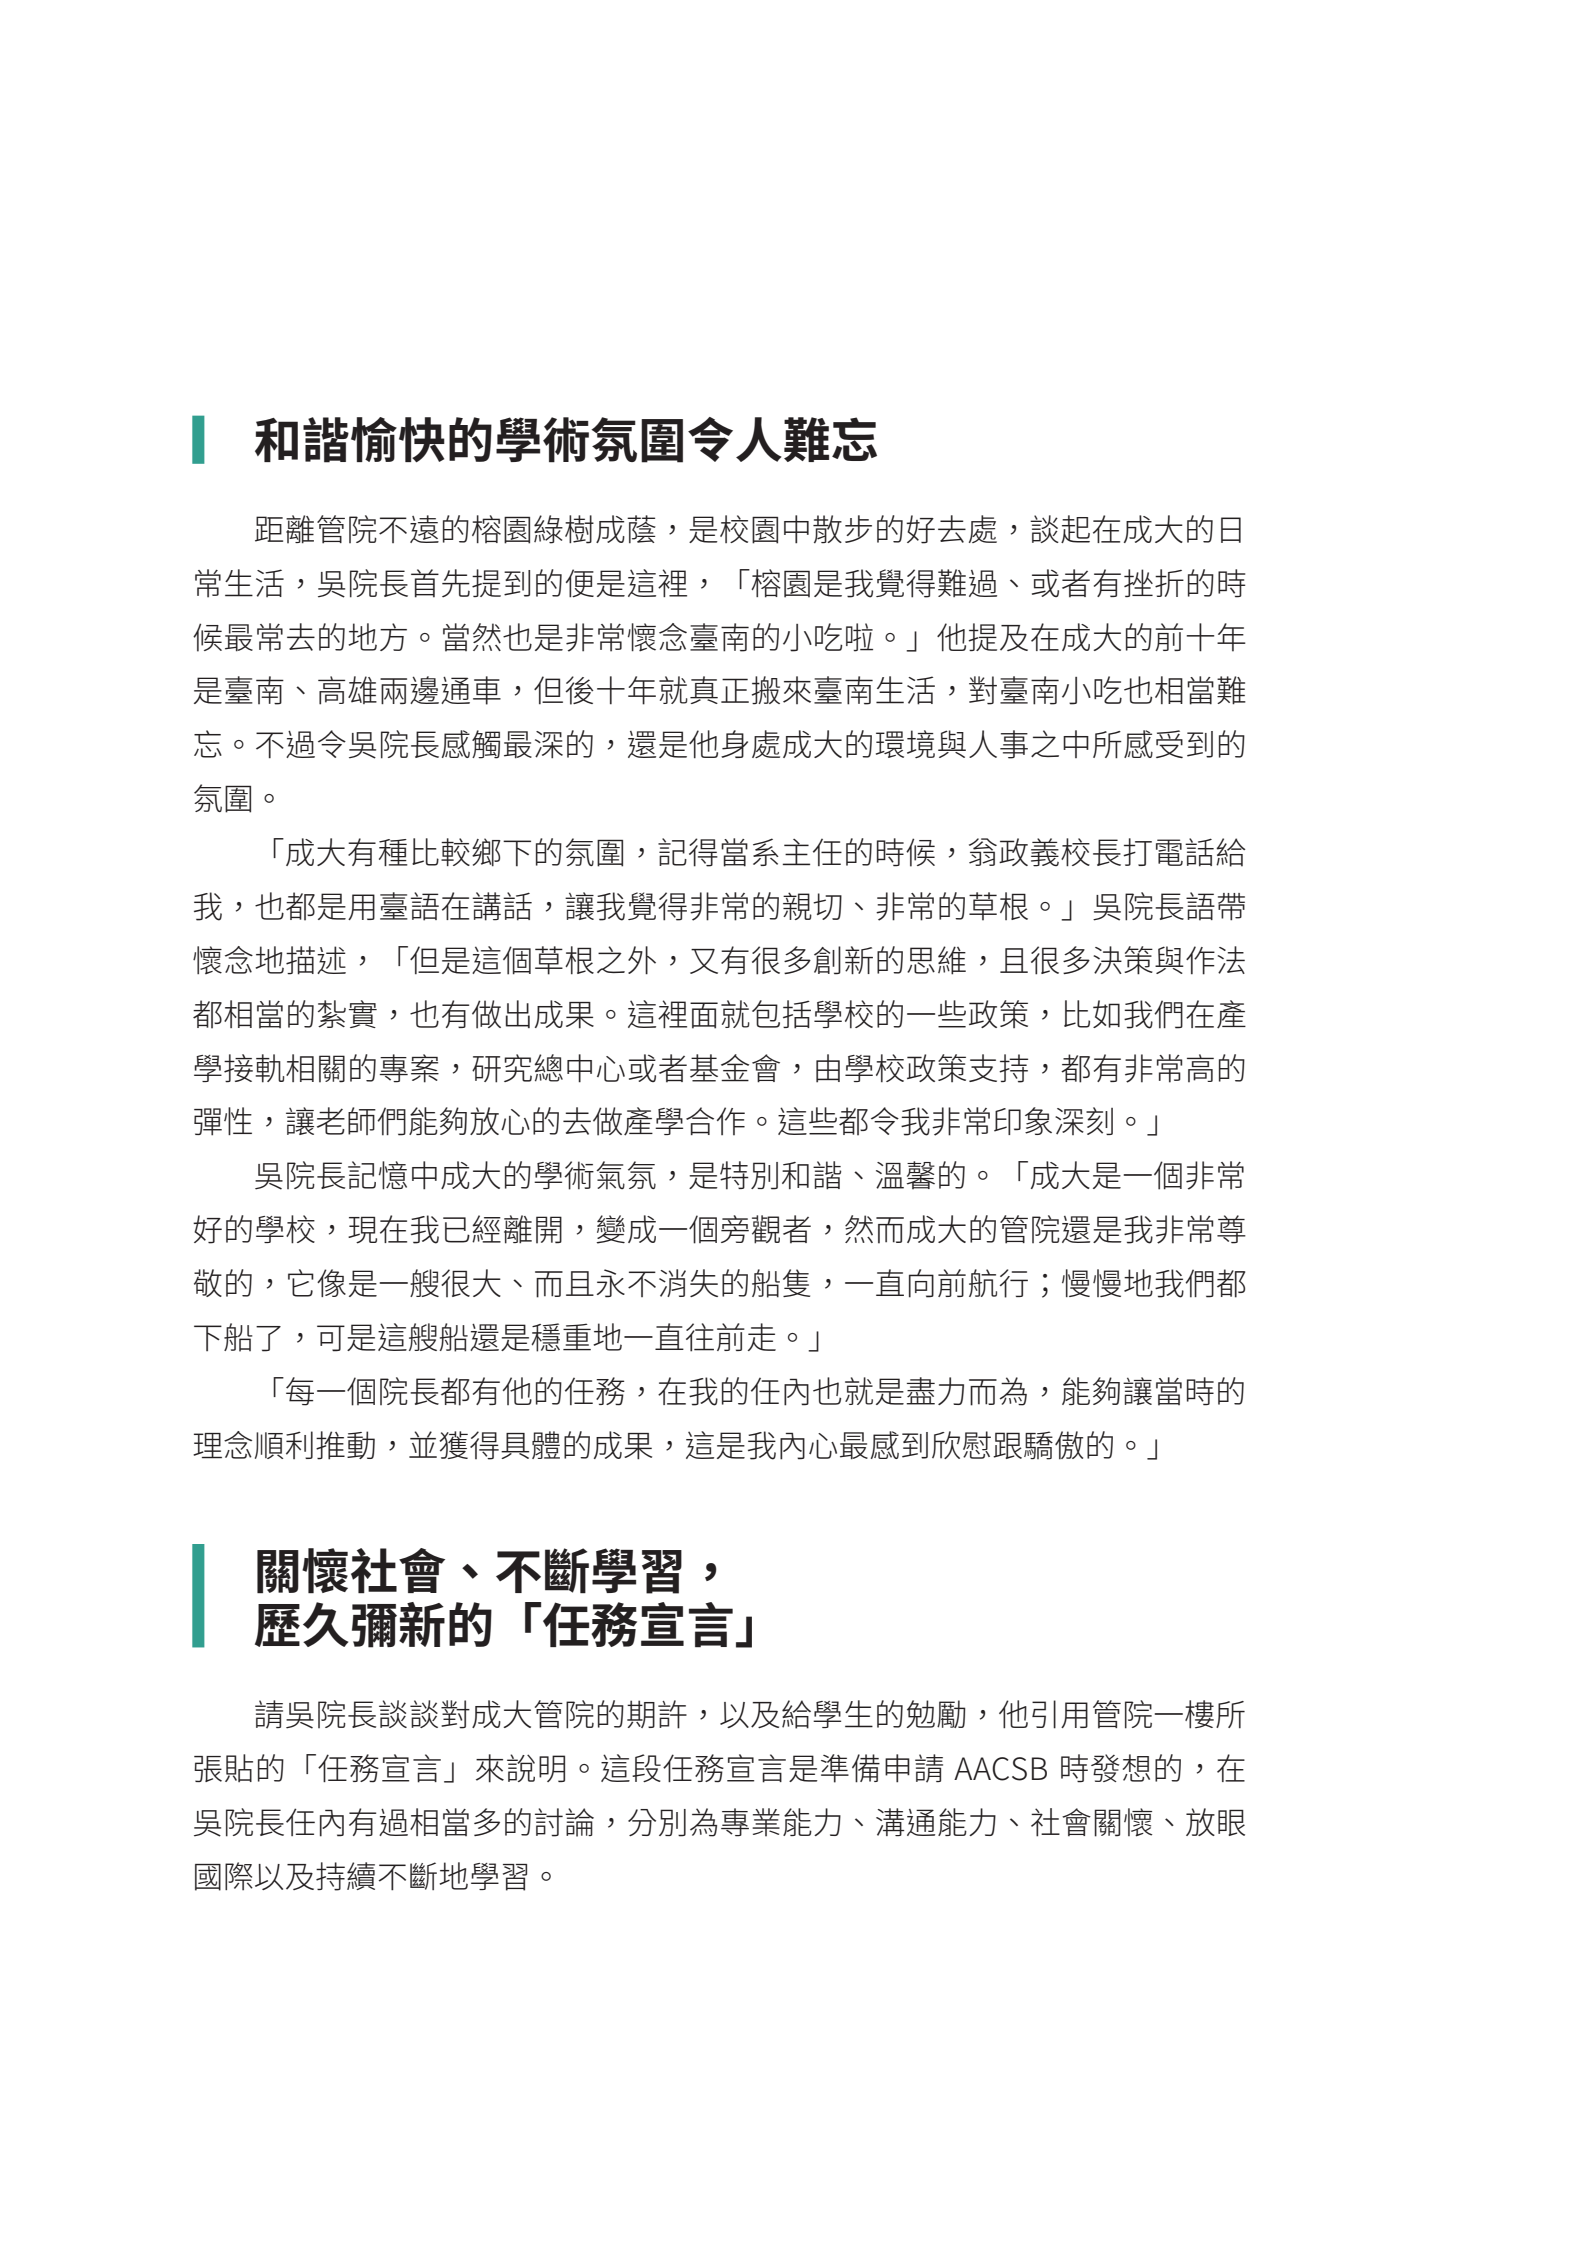 和諧愉快的學術氛圍令人難忘
距離管院不遠的榕園綠樹成蔭，是校園中散步的好去處，談起在成大的日
常生活，吳院長首先提到的便是這裡，「榕園是我覺得難過、或者有挫折的時
候最常去的地方。當然也是非常懷念臺南的小吃啦。」他提及在成大的前十年
是臺南、高雄兩邊通車，但後十年就真正搬來臺南生活，對臺南小吃也相當難
忘。不過令吳院長感觸最深的，還是他身處成大的環境與人事之中所感受到的
氛圍。
「成大有種比較鄉下的氛圍，記得當系主任的時候，翁政義校長打電話給
我，也都是用臺語在講話，讓我覺得非常的親切、非常的草根。」吳院長語帶
懷念地描述，「但是這個草根之外，又有很多創新的思維，且很多決策與作法
都相當的紮實，也有做出成果。這裡面就包括學校的一些政策，比如我們在產
學接軌相關的專案，研究總中心或者基金會，由學校政策支持，都有非常高的
彈性，讓老師們能夠放心的去做產學合作。這些都令我非常印象深刻。」
吳院長記憶中成大的學術氣氛，是特別和諧、溫馨的。「成大是一個非常
好的學校，現在我已經離開，變成一個旁觀者，然而成大的管院還是我非常尊
敬的，它像是一艘很大、而且永不消失的船隻，一直向前航行；慢慢地我們都
下船了，可是這艘船還是穩重地一直往前走。」
「每一個院長都有他的任務，在我的任內也就是盡力而為，能夠讓當時的
理念順利推動，並獲得具體的成果，這是我內心最感到欣慰跟驕傲的。」
關懷社會、不斷學習，
歷久彌新的「任務宣言」
請吳院長談談對成大管院的期許，以及給學生的勉勵，他引用管院一樓所
張貼的「任務宣言」來說明。這段任務宣言是準備申請 AACSB 時發想的，在
吳院長任內有過相當多的討論，分別為專業能力、溝通能力、社會關懷、放眼
國際以及持續不斷地學習。